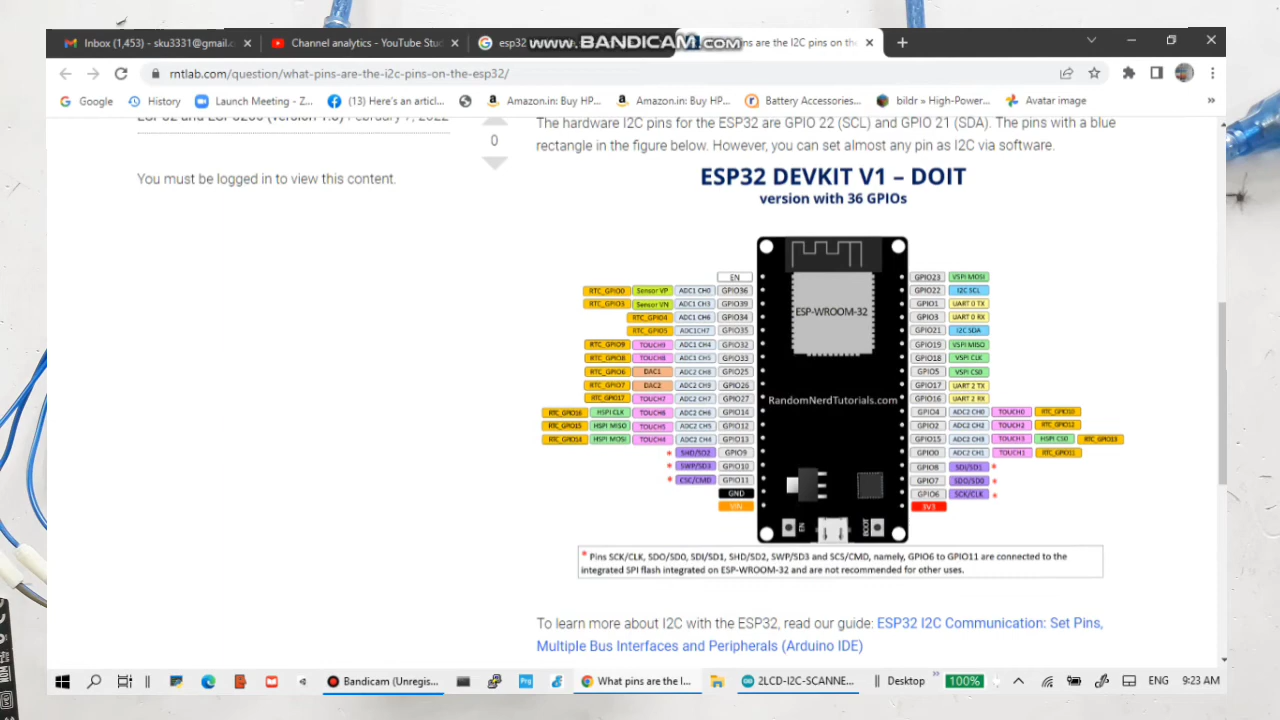 Inbox (1,453) - sku3331@gmail.c
Channel analytics - YouTube Stu
esp32
www.BANDICAM.COM
ns are the I2C pins on th
rntlab.com/question/what-pins-are-the-i2c-pins-on-the-esp32/
Google
History
Launch Meeting - Z...
(13) Here's an articl...
Amazon.in: Buy HP...
Amazon.in: Buy HP...
Battery Accessories...
bildr » High-Power...
Avatar image
»
The hardware I2C pins for the ESP32 are GPIO 22 (SCL) and GPIO 21 (SDA). The pins with a blue
0
rectangle in the figure below. However, you can set almost any pin as I2C via software.
You must be logged in to view this content.
ESP32 DEVKIT V1 – DOIT
version with 36 GPIOs
EN GPIO23 VSPI MOSI
RTC_GPIO0 Sensor VP ADC1 CH0 GPIO36 GPIO22 I2C SCL
RTC_GPIO3 Sensor VN ADC1 CH3 GPIO39 GPIO1 UART 0 TX
RTC_GPIO4 ADC1 CH6 GPIO34 ESP-WROOM-32 GPIO3 UART 0 RX
RTC_GPIO5 ADC1CH7 GPIO35 GPIO21 I2C SDA
RTC_GPIO9 TOUCH9 ADC1 CH4 GPIO32 GPIO19 VSPI MISO
RTC_GPIO8 TOUCH8 ADC1 CH5 GPIO33 GPIO18 VSPI CLK
RTC_GPIO6 DAC1 ADC2 CH8 GPIO25 GPIO5 VSPI CS0
RTC_GPIO7 DAC2 ADC2 CH9 GPIO26 GPIO17 UART 2 TX
RTC_GPIO17 TOUCH7 ADC2 CH7 GPIO27 RandomNerdTutorials.com GPIO16 UART 2 RX
RTC_GPIO16 HSPI CLK TOUCH6 ADC2 CH6 GPIO14 GPIO4 ADC2 CH0 TOUCH0 RTC_GPIO10
RTC_GPIO15 HSPI MISO TOUCH5 ADC2 CH5 GPIO12 GPIO2 ADC2 CH2 TOUCH2 RTC_GPIO12
RTC_GPIO14 HSPI MOSI TOUCH4 ADC2 CH4 GPIO13 GPIO15 ADC2 CH3 TOUCH3 HSPI CS0 RTC_GPIO13
* SHD/SD2 GPIO9 GPIO0 ADC2 CH1 TOUCH1 RTC_GPIO11
* SWP/SD3 GPIO10 GPIO8 SDI/SD1 *
* CSC/CMD GPIO11 GPIO7 SDO/SD0 *
GND GPIO6 SCK/CLK *
VIN 3V3
EN BOOT
* Pins SCK/CLK, SDO/SD0, SDI/SD1, SHD/SD2, SWP/SD3 and SCS/CMD, namely, GPIO6 to GPIO11 are connected to the
integrated SPI flash integrated on ESP-WROOM-32 and are not recommended for other uses.
To learn more about I2C with the ESP32, read our guide: ESP32 I2C Communication: Set Pins,
Multiple Bus Interfaces and Peripherals (Arduino IDE)
Bandicam (Unregis...
What pins are the I...
2LCD-I2C-SCANNE...
Desktop
»
100%
ENG
9:23 AM